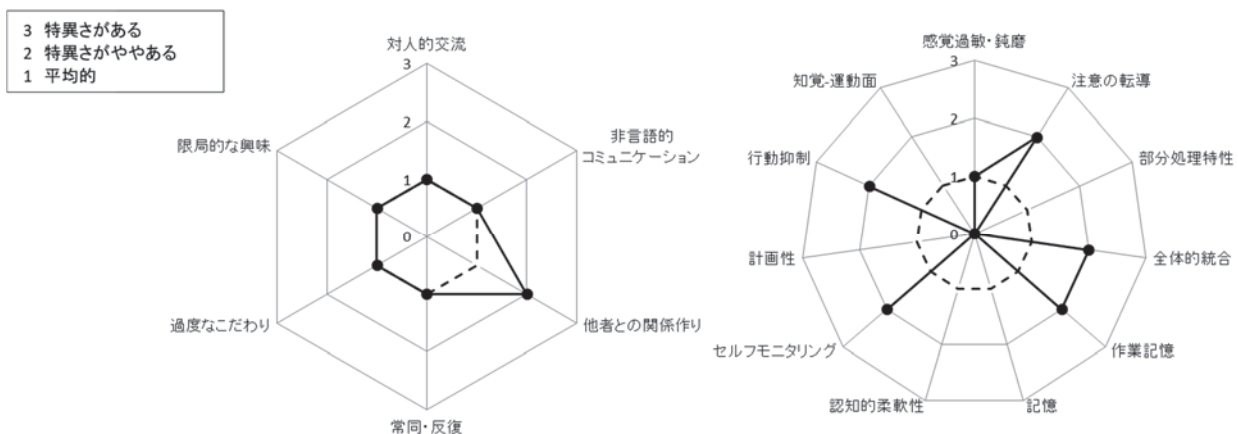 3 特異さがある
2 特異さがややある
1 平均的
対人的交流
3
2
1
0
非言語的
コミュニケーション
他者との関係作り
常同・反復
過度なこだわり
限局的な興味
感覚過敏・鈍磨
3
2
1
0
注意の転導
部分処理特性
全体的統合
作業記憶
記憶
認知的柔軟性
セルフモニタリング
計画性
行動抑制
知覚-運動面